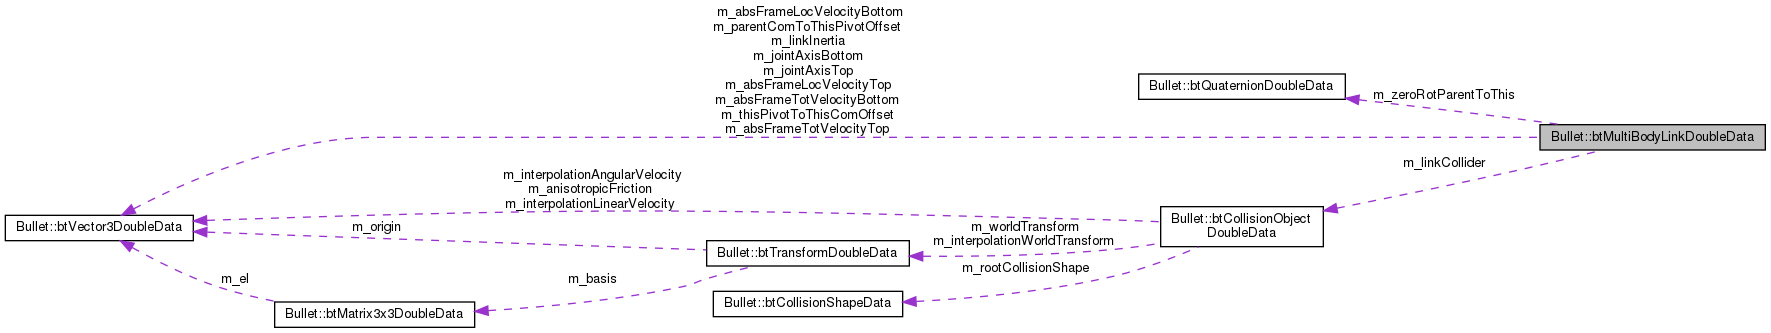 m_absFrameLocVelocityBottom
m_parentComToThisPivotOffset
m_linkInertia
m_jointAxisBottom
m_jointAxisTop
m_absFrameLocVelocityTop
m_absFrameTotVelocityBottom
m_thisPivotToThisComOffset
m_absFrameTotVelocityTop
Bullet::btQuaternionDoubleData
m_zeroRotParentToThis
Bullet::btMultiBodyLinkDoubleData
m_linkCollider
m_interpolationAngularVelocity
m_anisotropicFriction
m_interpolationLinearVelocity
Bullet::btVector3DoubleData
m_origin
m_worldTransform
m_interpolationWorldTransform
Bullet::btCollisionObject
DoubleData
Bullet::btTransformDoubleData
m_rootCollisionShape
m_el
m_basis
Bullet::btCollisionShapeData
Bullet::btMatrix3x3DoubleData